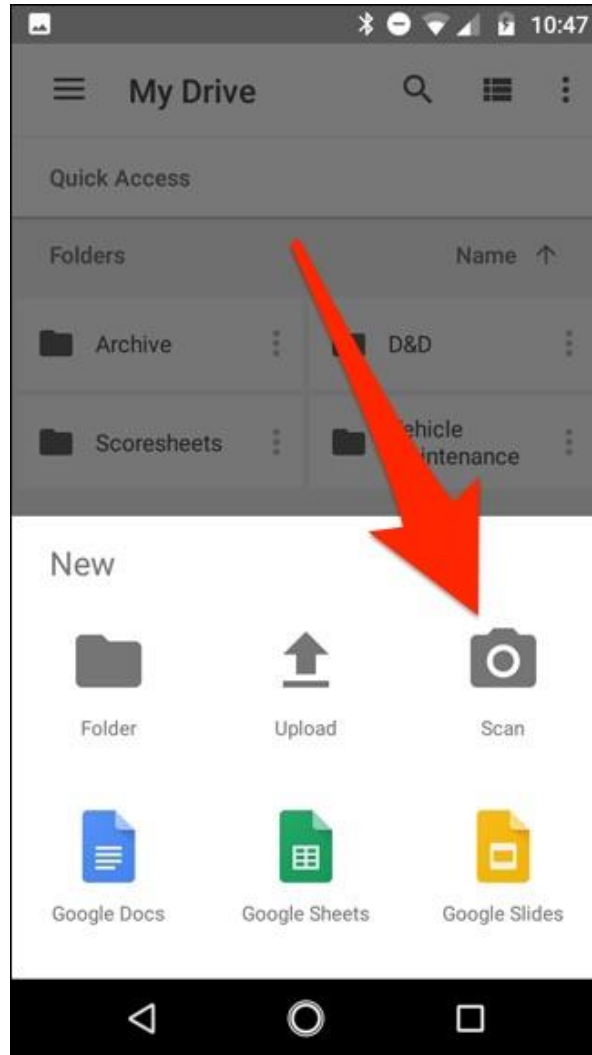 10:47
My Drive
Quick Access
Folders Name
Archive D&D
Scoresheets
New
Folder Upload Scan
Google Docs Google Sheets Google Slides